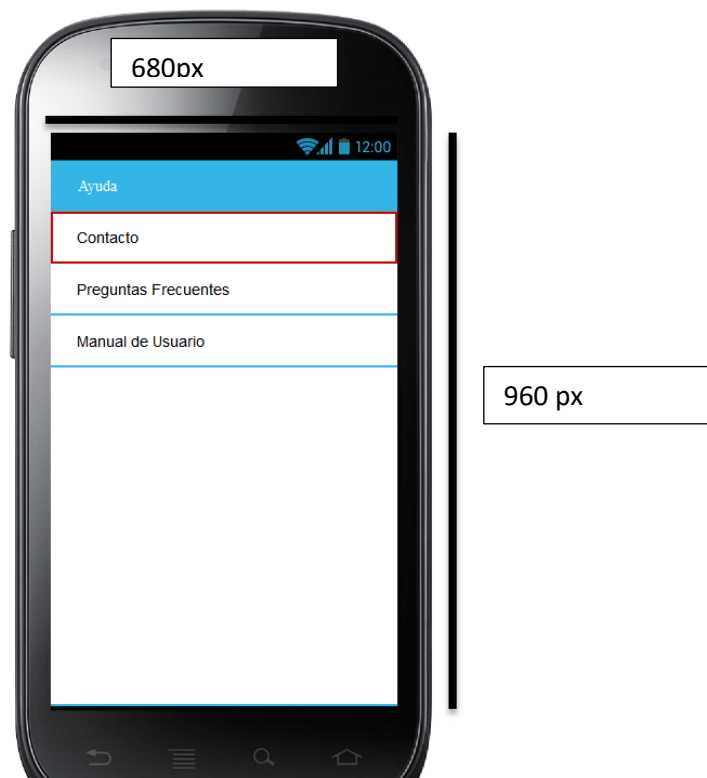 680px
12:00
Ayuda
Contacto
Preguntas Frecuentes
Manual de Usuario
960 px